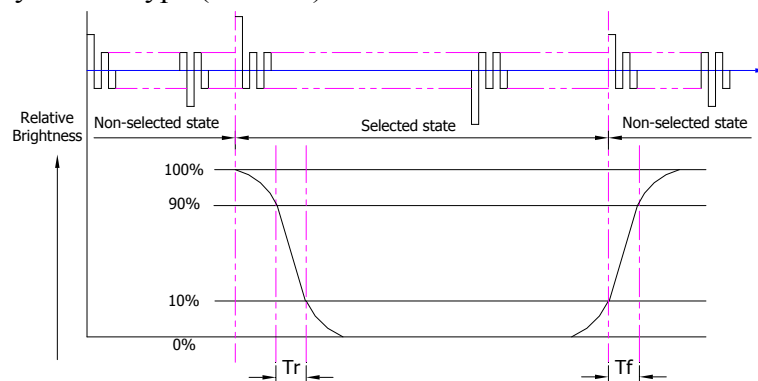 Relative
Brightness
Non-selected state
Selected state
Non-selected state
100%
90%
10%
0%
Tr
Tf